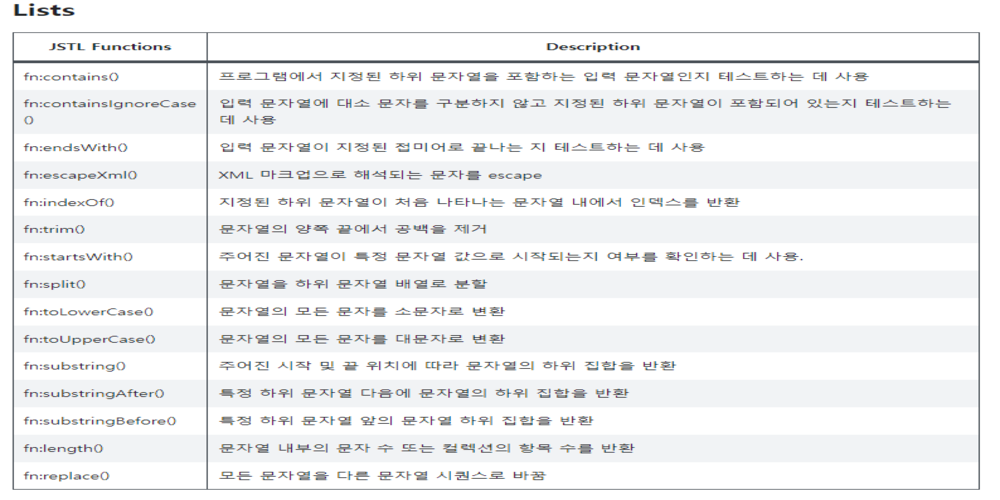 Lists
JSTL Functions Description
fn:contains() 프로그램에서 지정된 하위 문자열을 포함하는 입력 문자열인지 테스트하는 데 사용
fn:containsIgnoreCase 입력 문자열에 대소 문자를 구분하지 않고 지정된 하위 문자열이 포함되어 있는지 테스트하는
() 데 사용
fn:endsWith() 입력 문자열이 지정된 접미어로 끝나는 지 테스트하는 데 사용
fn:escapeXml() XML 마크업으로 해석되는 문자를 escape
fn:indexOf() 지정된 하위 문자열이 처음 나타나는 문자열 내에서 인덱스를 반환
fn:trim() 문자열의 양쪽 끝에서 공백을 제거
fn:startsWith() 주어진 문자열이 특정 문자열 값으로 시작되는지 여부를 확인하는 데 사용.
fn:split() 문자열을 하위 문자열 배열로 분할
fn:toLowerCase() 문자열의 모든 문자를 소문자로 변환
fn:toUpperCase() 문자열의 모든 문자를 대문자로 변환
fn:substring() 주어진 시작 및 끝 위치에 따라 문자열의 하위 집합을 반환
fn:substringAfter() 특정 하위 문자열 다음에 문자열의 하위 집합을 반환
fn:substringBefore() 특정 하위 문자열 앞의 문자열 하위 집합을 반환
fn:length() 문자열 내부의 문자 수 또는 컬렉션의 항목 수를 반환
fn:replace() 모든 문자열을 다른 문자열 시퀀스로 바꿈